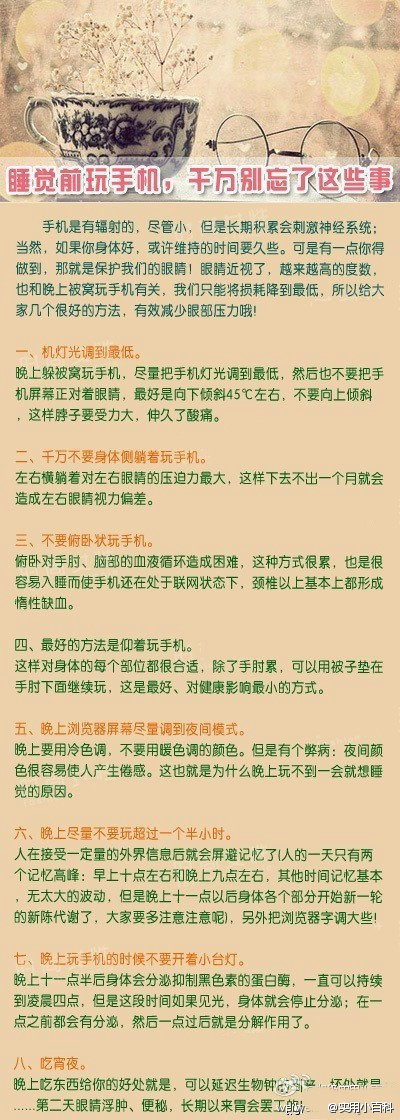 睡觉前玩手机，千万别忘了这些事
手机是有辐射的，尽管小，但是长期积累会刺激神经系统；
当然，如果你身体好，或许维持的时间要久些。可是有一点你得
做到，那就是保护我们的眼睛！眼睛近视了，越来越高的度数，
也和晚上被窝玩手机有关，我们只能将损耗降到最低，所以给大
家几个很好的方法，有效减少眼部压力哦!
一、机灯光调到最低。
晚上躲被窝玩手机，尽量把手机灯光调到最低，然后也不要把手
机屏幕正对着眼睛，最好是向下倾斜45℃左右，不要向上倾斜
，这样脖子要受力大，伸久了酸痛。
二、千万不要身体侧躺着玩手机。
左右横躺着对左右眼睛的压迫力最大，这样下去不出一个月就会
造成左右眼睛视力偏差。
三、不要俯卧状玩手机。
俯卧对手肘、脑部的血液循环造成困难，这种方式很累，也是很
容易入睡而使手机还在处于联网状态下，颈椎以上基本上都形成
惰性缺血。
四、最好的方法是仰着玩手机。
这样对身体的每个部位都很合适，除了手肘累，可以用被子垫在
手肘下面继续玩，这是最好、对健康影响最小的方式。
五、晚上浏览器屏幕尽量调到夜间模式。
晚上要用冷色调，不要用暖色调的颜色。但是有个弊病：夜间颜
色很容易使人产生倦感。这也就是为什么晚上玩不到一会就想睡
觉的原因。
六、晚上尽量不要玩超过一个半小时。
人在接受一定量的外界信息后就会屏避记忆了(人的一天只有两
个记忆高峰；早上十点左右和晚上九点左右，其他时间记忆基本
，无太大的波动，但是晚上十一点以后身体各个部分开始新一轮
的新陈代谢了，大家要多注意注意呢)，另外把浏览器字调大些!
七、晚上玩手机的时候不要开着小台灯。
晚上十一点半后身体会分泌抑制黑色素的蛋白酶，一直可以持续
到凌晨四点，但是这段时间如果见光，身体就会停止分泌；在一
点之前都会有分泌，然后一点过后就是分解作用了。
八、吃宵夜。
晚上吃东西给你的好处就是，可以延迟生物钟的 坏处就是
……第二天眼睛浮肿、便秘，长期以来胃会罢工的!
@实用小百科